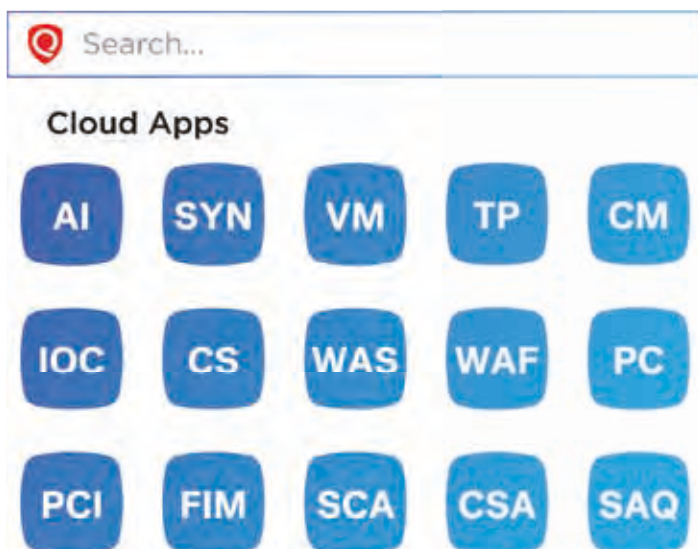 Search...
Cloud Apps
AI SYN VM TP CM
IOC CS WAS WAF PC
PCI FIM SCA CSA SAQ